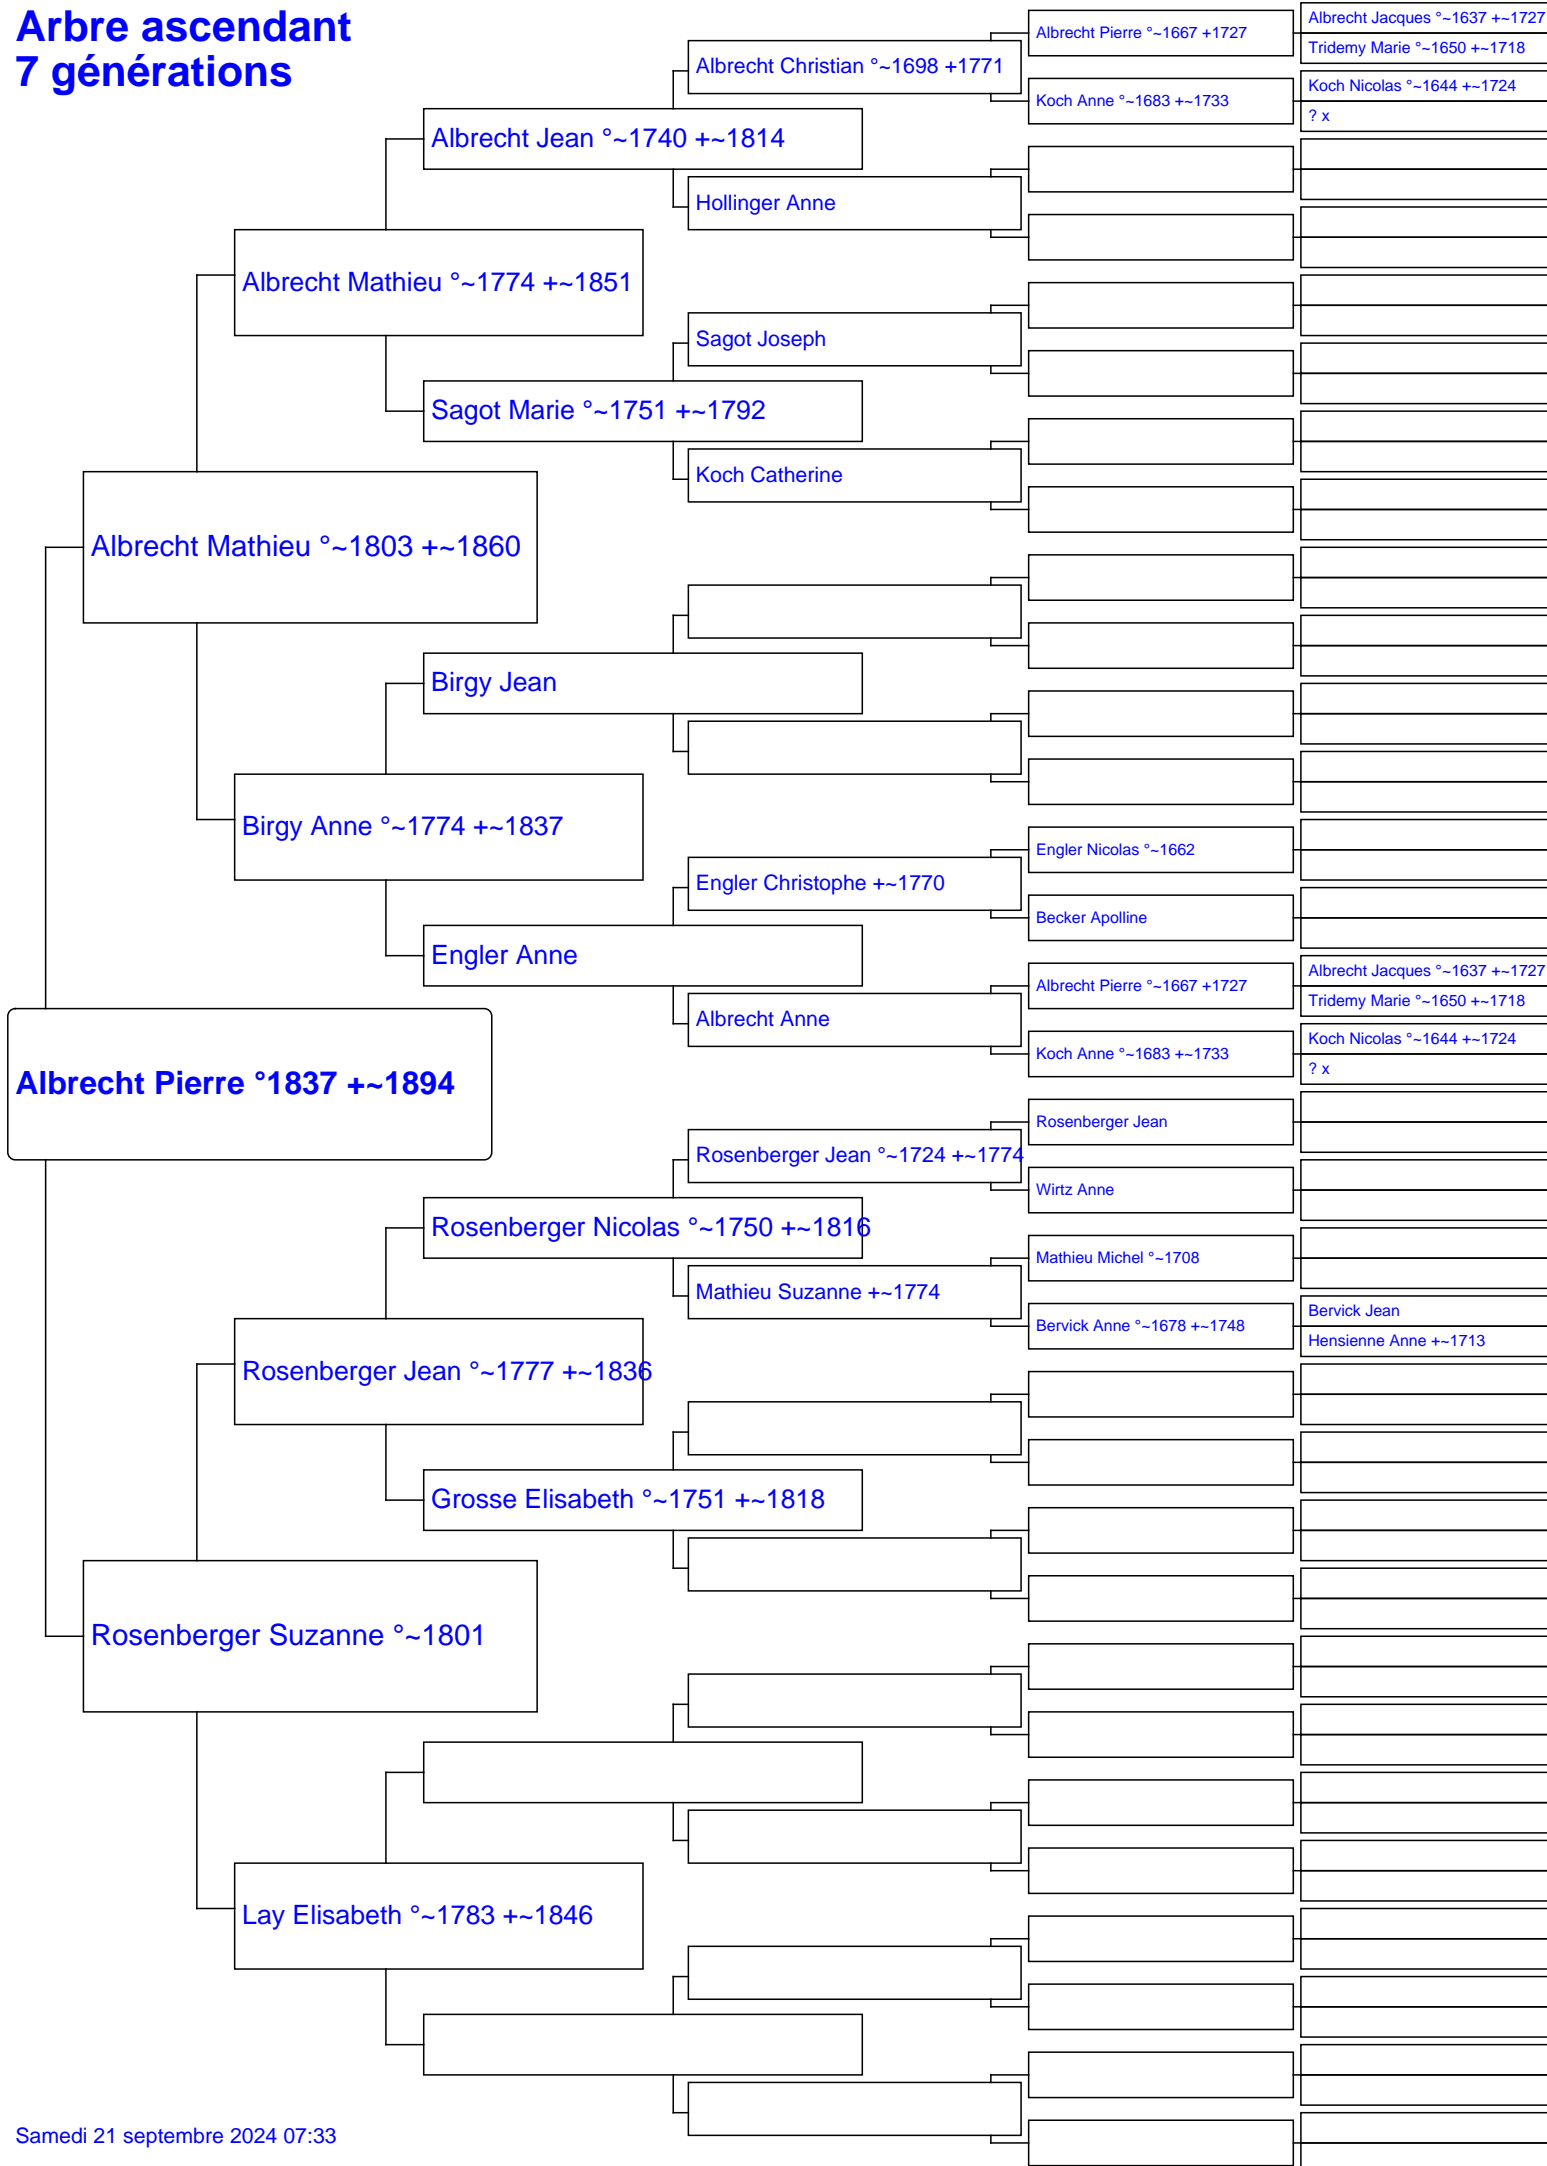 Arbre ascendant
7 générations
Albrecht Jacques °~1637 +~1727
Albrecht Pierre °~1667 +1727
Tridemy Marie °~1650 +~1718
Albrecht Christian °~1698 +1771
Koch Nicolas °~1644 +~1724
Koch Anne °~1683 +~1733
? x
Albrecht Jean °~1740 +~1814
Hollinger Anne
Albrecht Mathieu °~1774 +~1851
Sagot Joseph
Sagot Marie °~1751 +~1792
Koch Catherine
Albrecht Mathieu °~1803 +~1860
Birgy Jean
Birgy Anne °~1774 +~1837
Engler Nicolas °~1662
Engler Christophe +~1770
Becker Apolline
Engler Anne
Albrecht Jacques °~1637 +~1727
Albrecht Pierre °~1667 +1727
Tridemy Marie °~1650 +~1718
Albrecht Anne
Koch Nicolas °~1644 +~1724
Koch Anne °~1683 +~1733
? x
Albrecht Pierre °1837 +~1894
Rosenberger Jean
Rosenberger Jean °~1724 +~1774
Wirtz Anne
Rosenberger Nicolas °~1750 +~1816
Mathieu Michel °~1708
Mathieu Suzanne +~1774
Bervick Jean
Bervick Anne °~1678 +~1748
Hensienne Anne +~1713
Rosenberger Jean °~1777 +~1836
Grosse Elisabeth °~1751 +~1818
Rosenberger Suzanne °~1801
Lay Elisabeth °~1783 +~1846
Samedi 21 septembre 2024 07:33